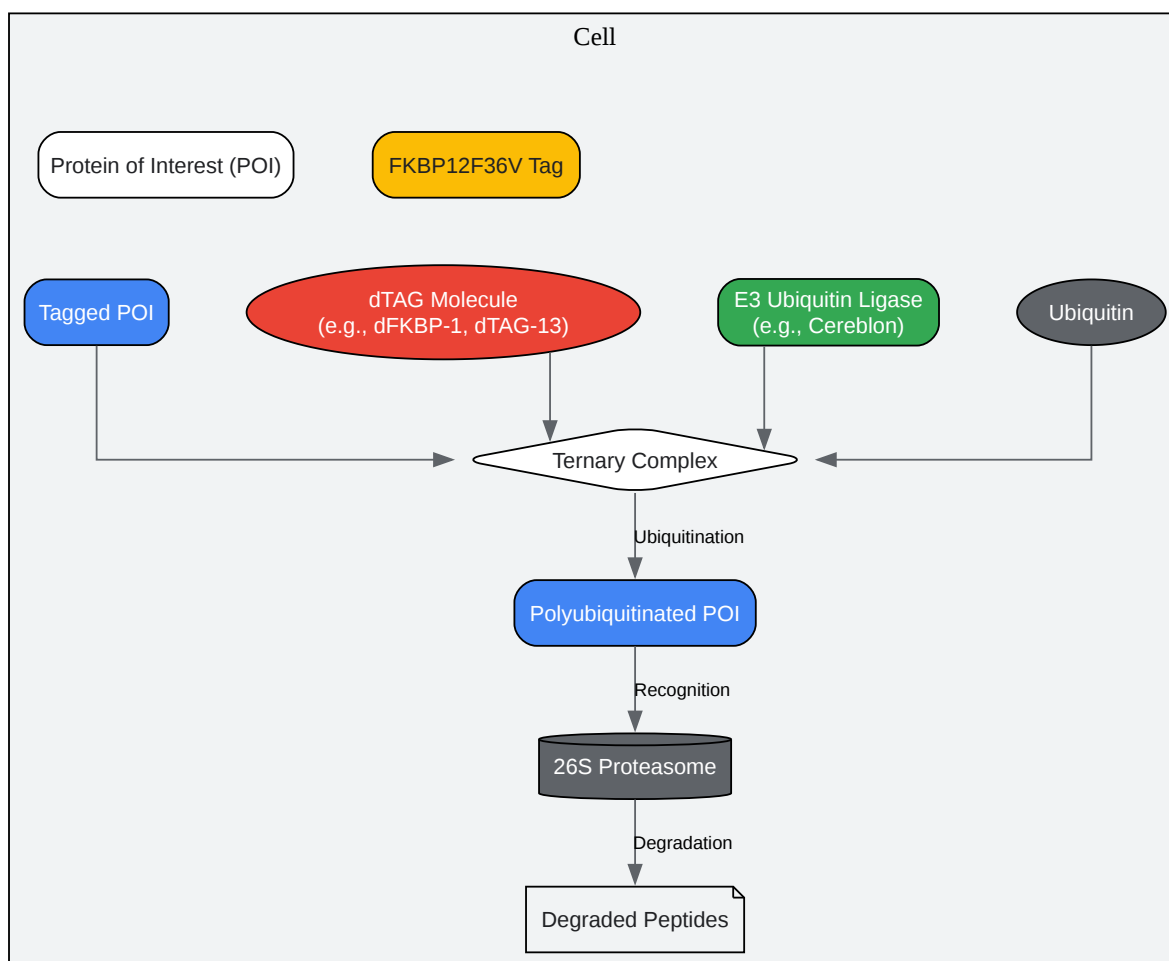 Cell
Protein of Interest (POI)
FKBP12F36V Tag
Tagged POI
dTAG Molecule
(e.g., dFKBP-1, dTAG-13)
E3 Ubiquitin Ligase
(e.g., Cereblon)
Ubiquitin
Ternary Complex
Ubiquitination
Polyubiquitinated POI
Recognition
26S Proteasome
Degradation
Degraded Peptides